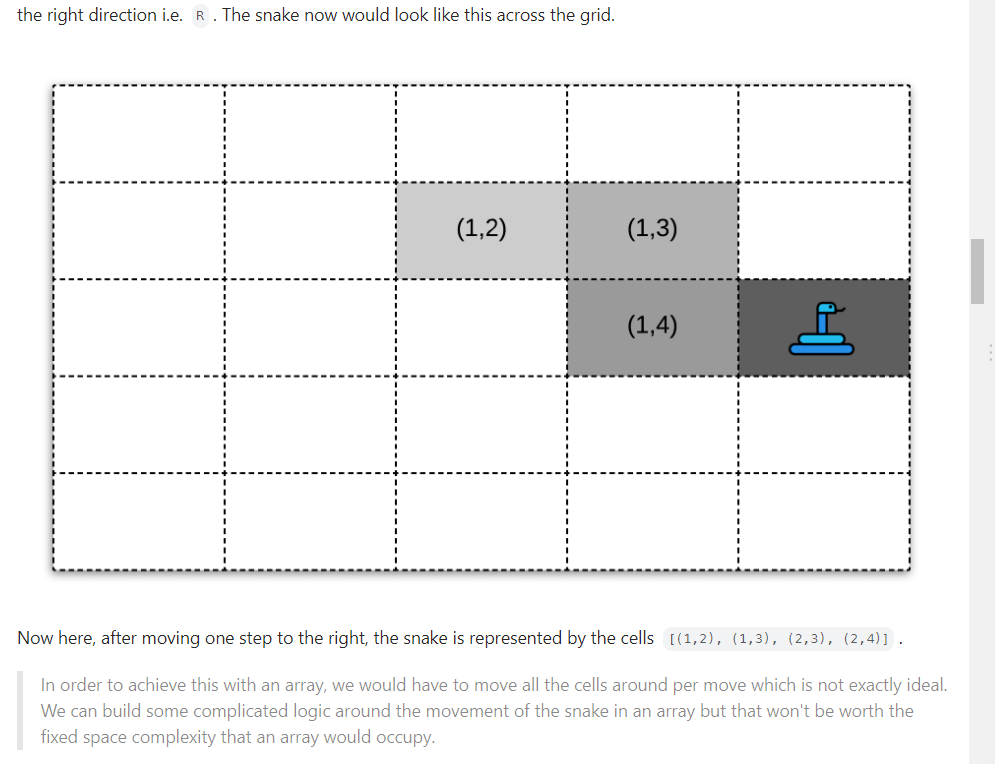 the right direction i.e. R . The snake now would look like this across the grid.
(1,2) (1,3)
(1,4)
Now here, after moving one step to the right, the snake is represented by the cells [(1,2), (1,3), (2,3), (2,4)] .
In order to achieve this with an array, we would have to move all the cells around per move which is not exactly ideal.
We can build some complicated logic around the movement of the snake in an array but that won't be worth the
fixed space complexity that an array would occupy.